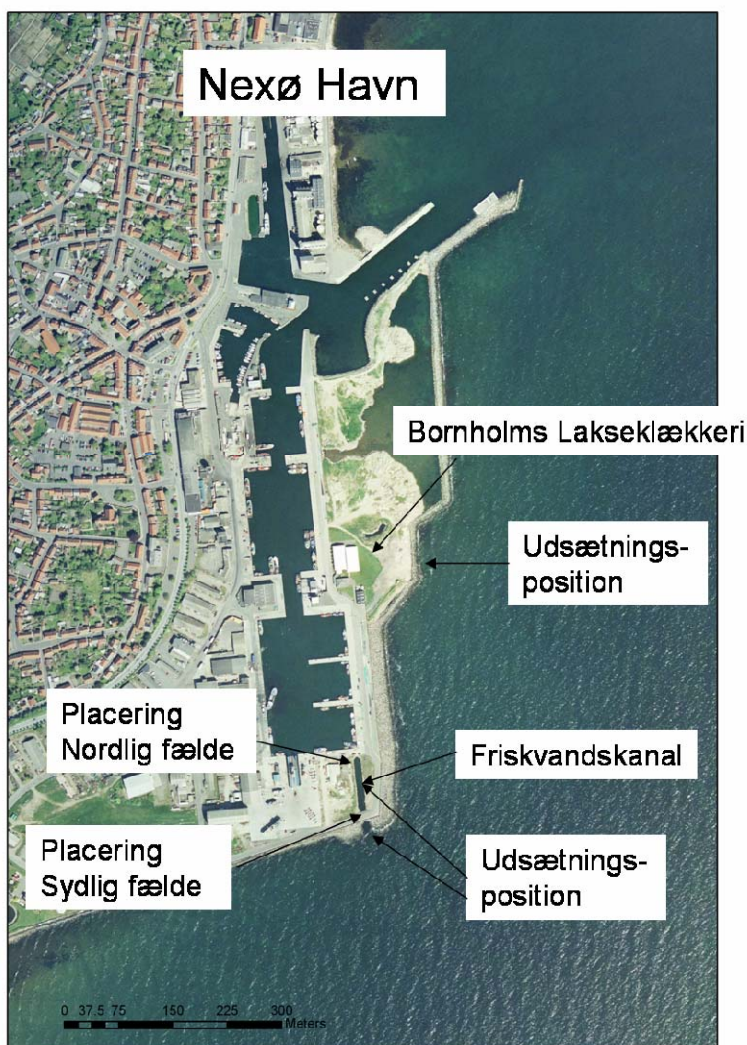 Nexø Havn
Bornholms Lakseklækkeri
Udsætnings-
position
Placering
Nordlig fælde
Friskvandskanal
Placering
Sydlig fælde
Udsætnings-
position
0 37.5 75 150 225 300
Meters